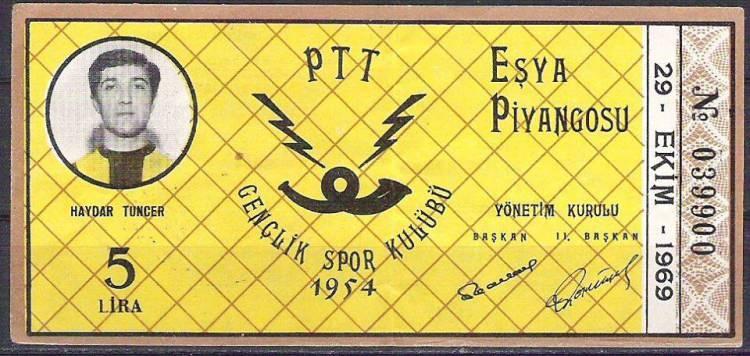 PTT
GENÇLİK SPOR KULÜBÜ
1954
HAYDAR TUNCER
5
LİRA
EŞYA
PİYANGOSU
YÖNETİM KURULU
BAŞKAN II. BAŞKAN
29 - EKİM - 1969
№ 039900